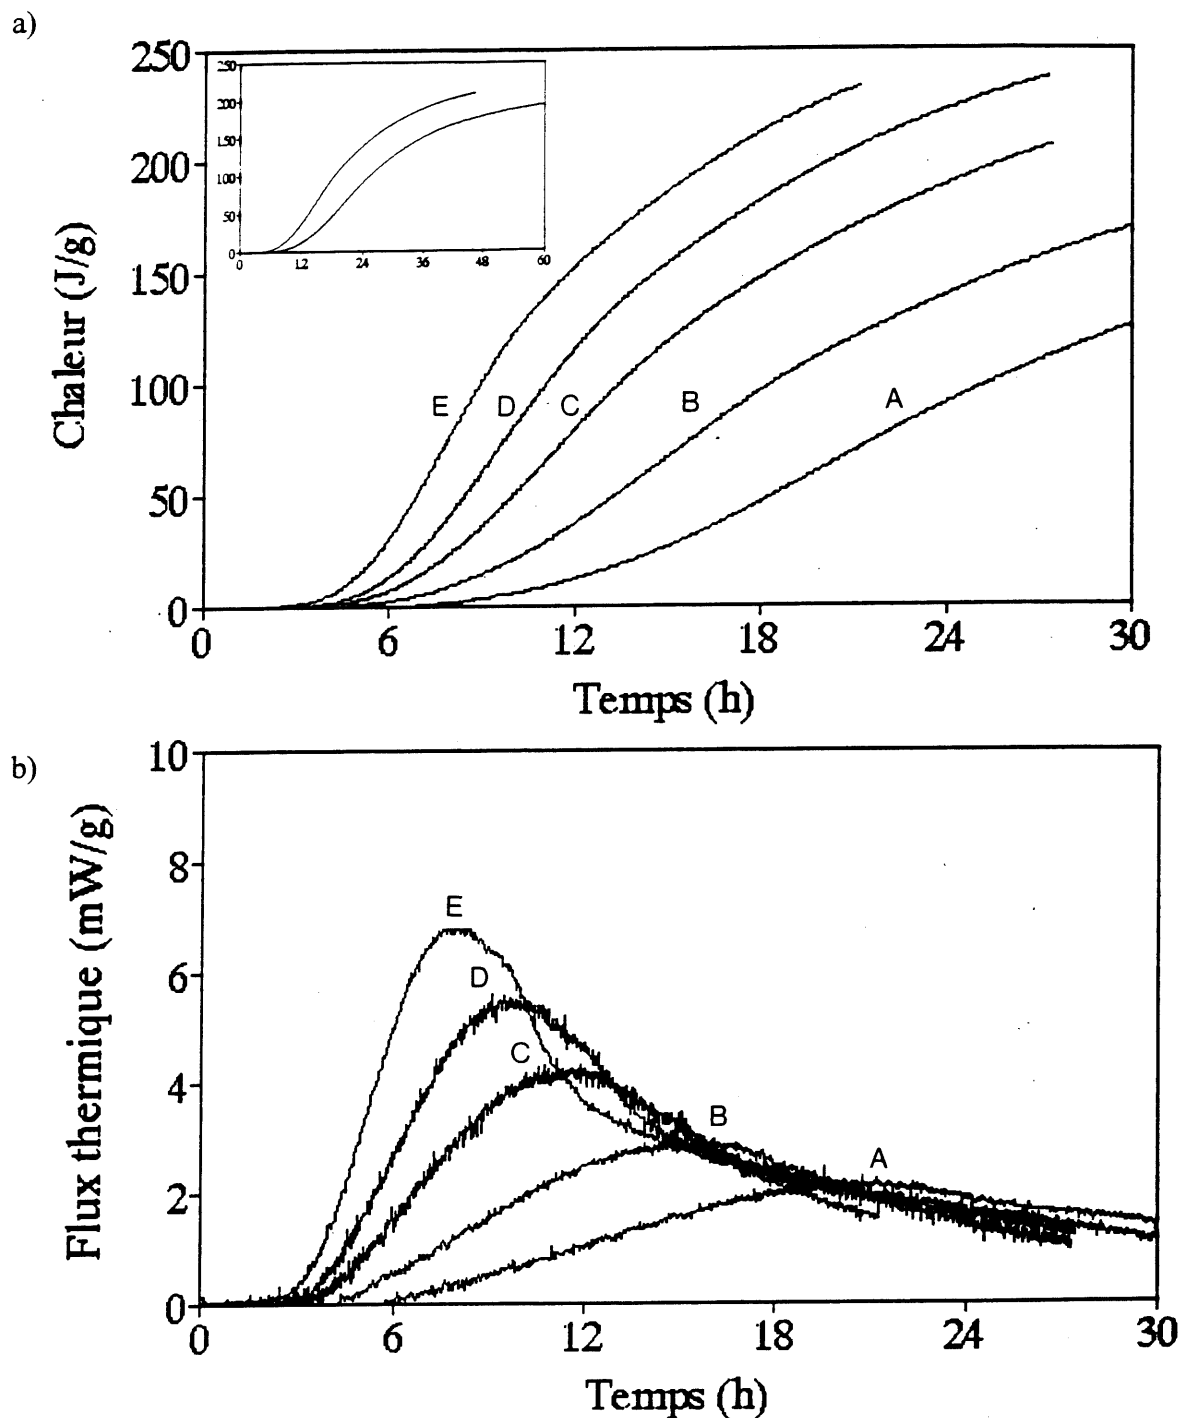 a)
250
200
150
100
50
0
Chaleur (J/g)
250
200
150
100
50
0
0 12 24 36 48 60
E D C B A
0 6 12 18 24 30
Temps (h)
b)
10
8
6
4
2
0
Flux thermique (mW/g)
E
D
C
B
A
0 6 12 18 24 30
Temps (h)